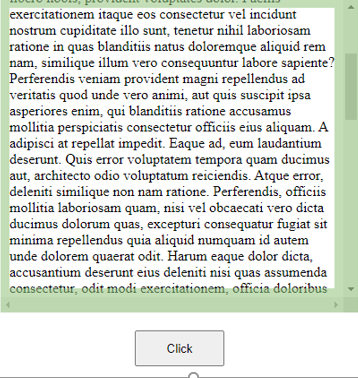 libero nobis, provident voluptates dolor. Facilis
exercitationem itaque eos consectetur vel incidunt
nostrum cupiditate illo sunt, tenetur nihil laboriosam
ratione in quas blanditiis natus doloremque aliquid rem
nam, similique illum vero consequuntur labore sapiente?
Perferendis veniam provident magni repellendus ad
veritatis quod unde vero animi, aut quis suscipit ipsa
asperiores enim, qui blanditiis ratione accusamus
mollitia perspiciatis consectetur officiis eius aliquam. A
adipisci at repellat impedit. Eaque ad, eum laudantium
deserunt. Quis error voluptatem tempora quam ducimus
aut, architecto odio voluptatum reiciendis. Atque error,
deleniti similique non nam ratione. Perferendis, officiis
mollitia laboriosam quam, nisi vel obcaecati vero dicta
ducimus dolorum quas, excepturi consequatur fugiat sit
minima repellendus quia aliquid numquam id autem
unde dolorem quaerat odit. Harum eaque dolor dicta,
accusantium deserunt eius deleniti nisi quas assumenda
consectetur, odit modi exercitationem, officia doloribus
Click